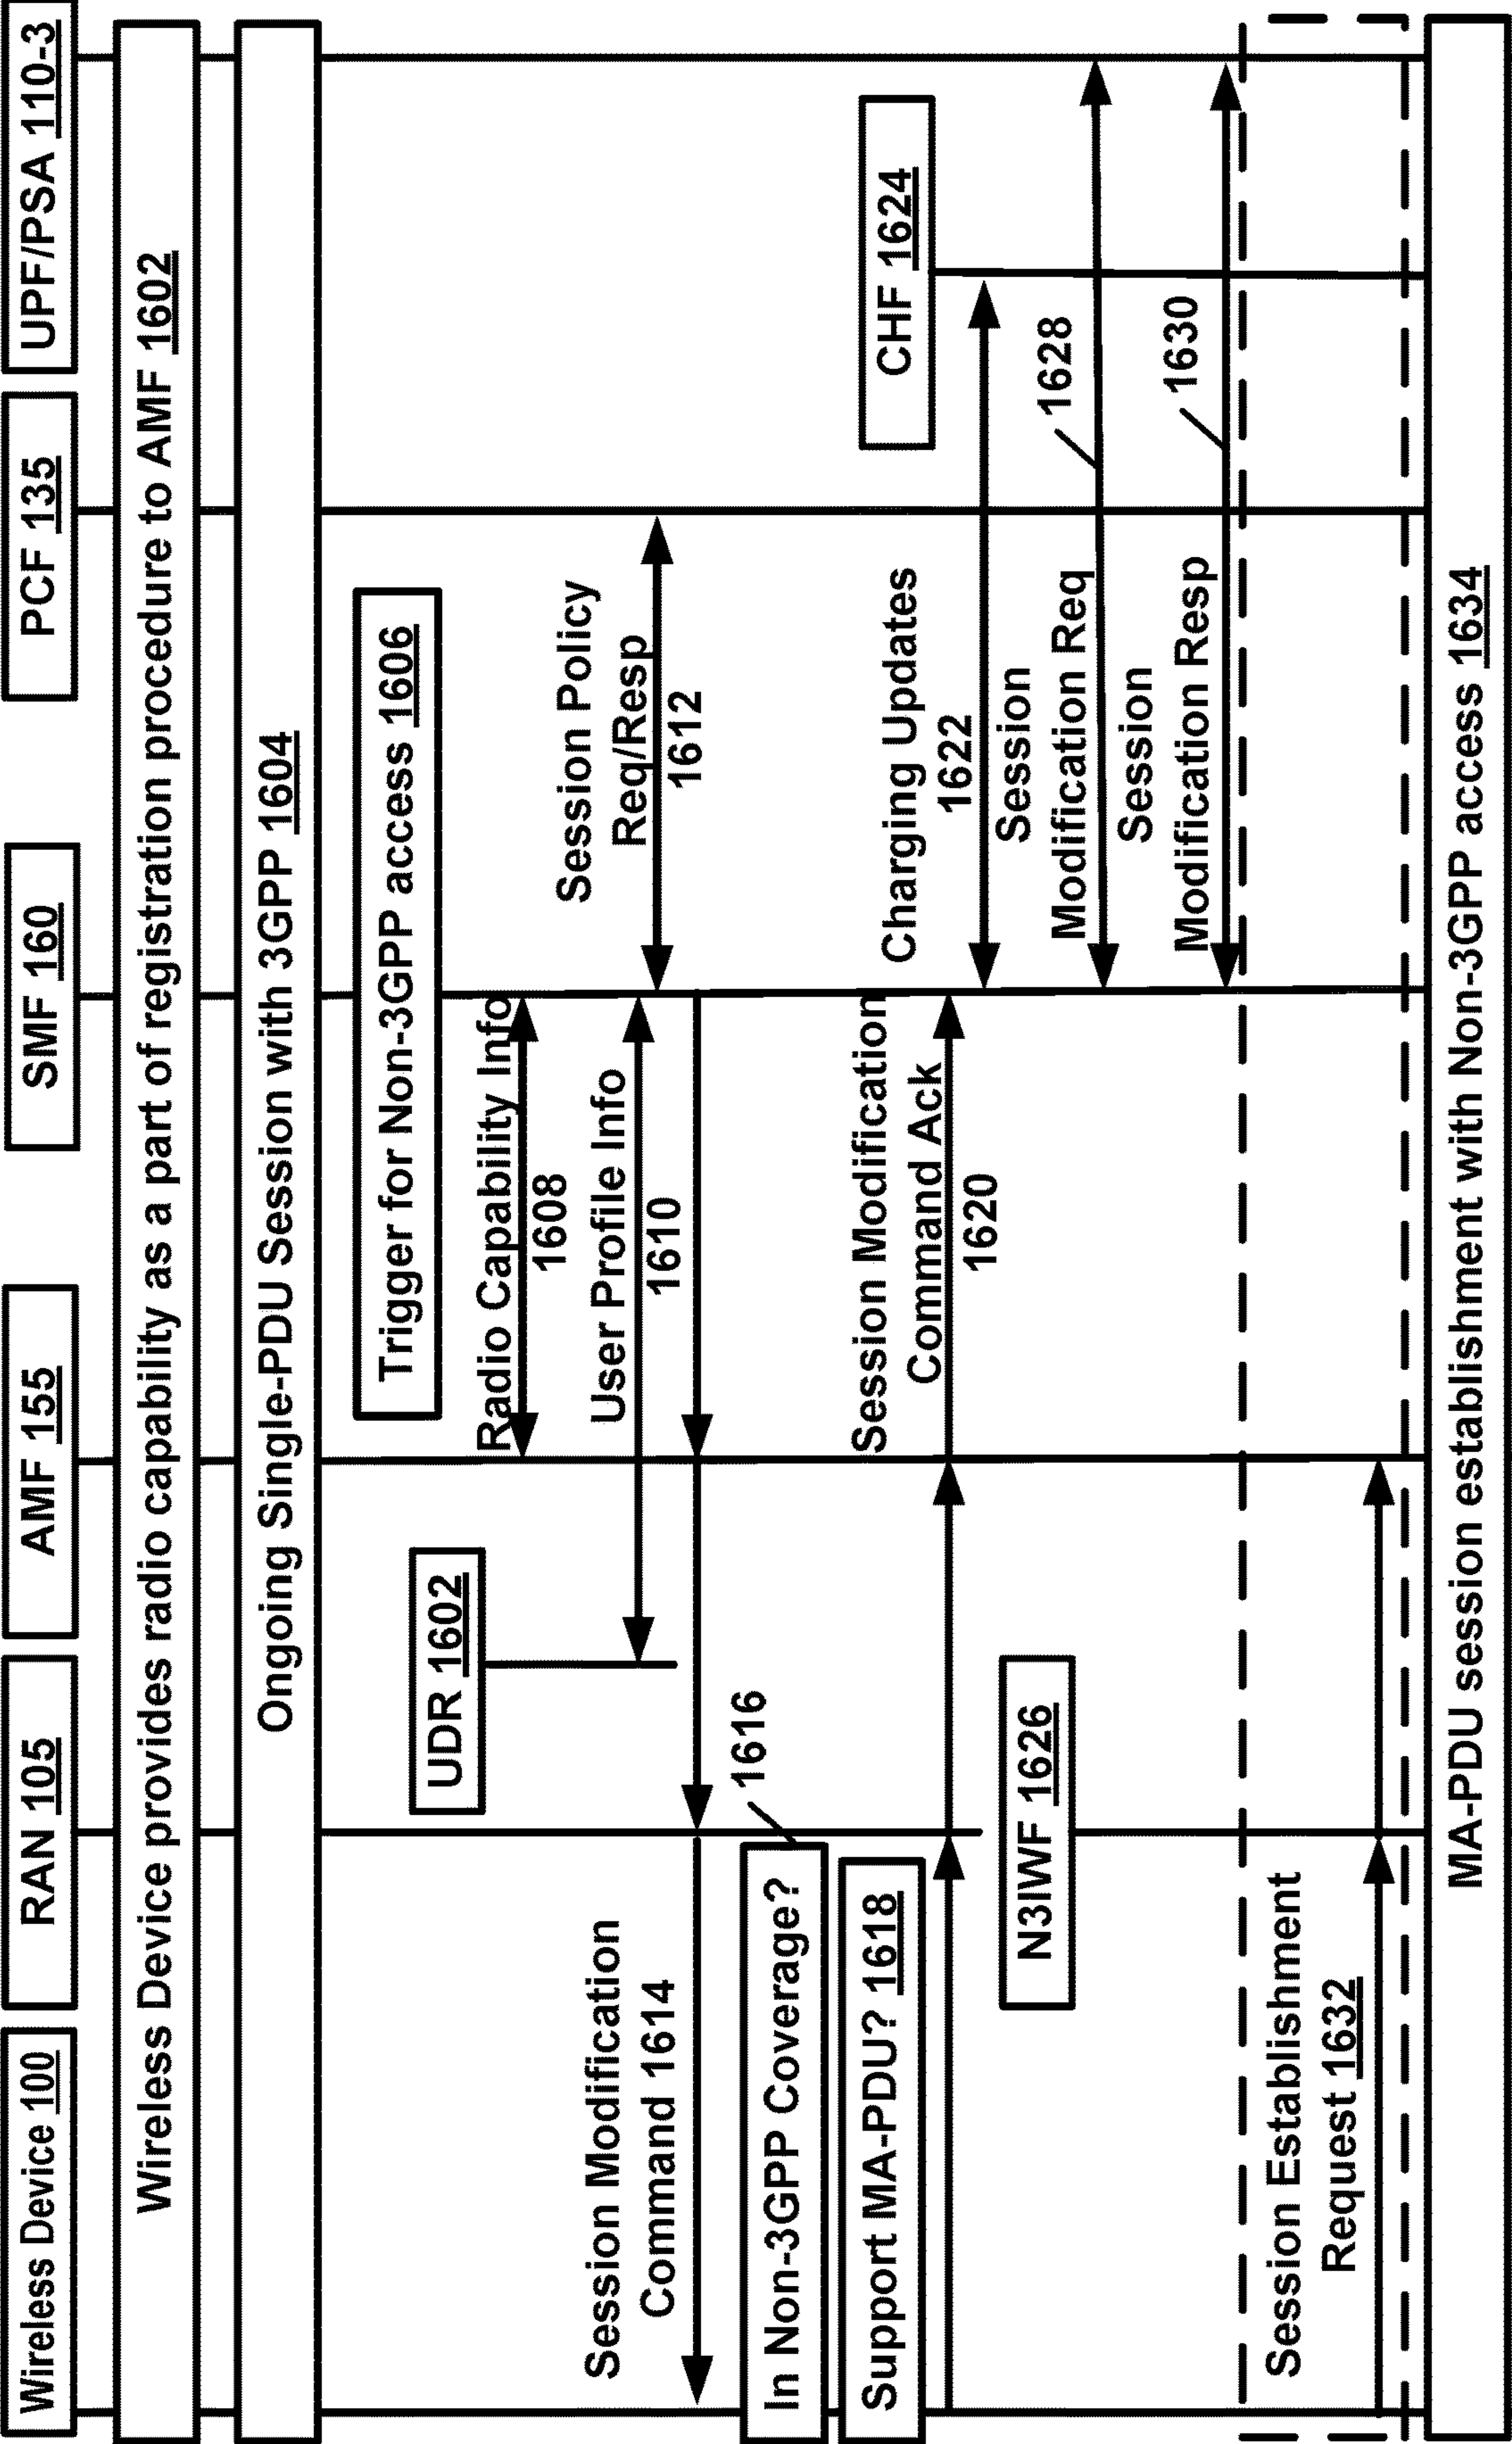 Wireless Device 100
RAN 105
AMF 155
SMF 160
PCF 135
UPF/PSA 110-3
Wireless Device provides radio capability as a part of registration procedure to AMF 1602
Ongoing Single-PDU Session with 3GPP 1604
Trigger for Non-3GPP access 1606
UDR 1602
Radio Capability Info
1608
User Profile Info
1610
Session Policy
Req/Resp
1612
Session Modification
Command 1614
1616
In Non-3GPP Coverage?
Support MA-PDU? 1618
Session Modification
Command Ack
1620
Charging Updates
1622
CHF 1624
N3IWF 1626
Session
Modification Req
1628
Session
Modification Resp
1630
Session Establishment
Request 1632
MA-PDU session establishment with Non-3GPP access 1634